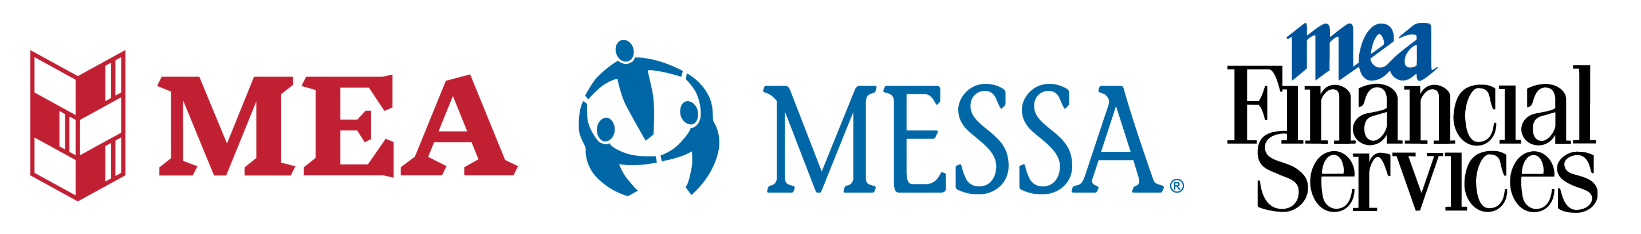 MEA
MESSA®
mea
Financial
Services